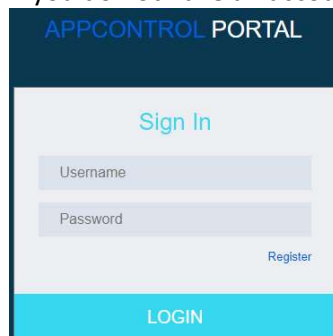 APPCONTROL PORTAL
Sign In
Username
Password
Register
LOGIN